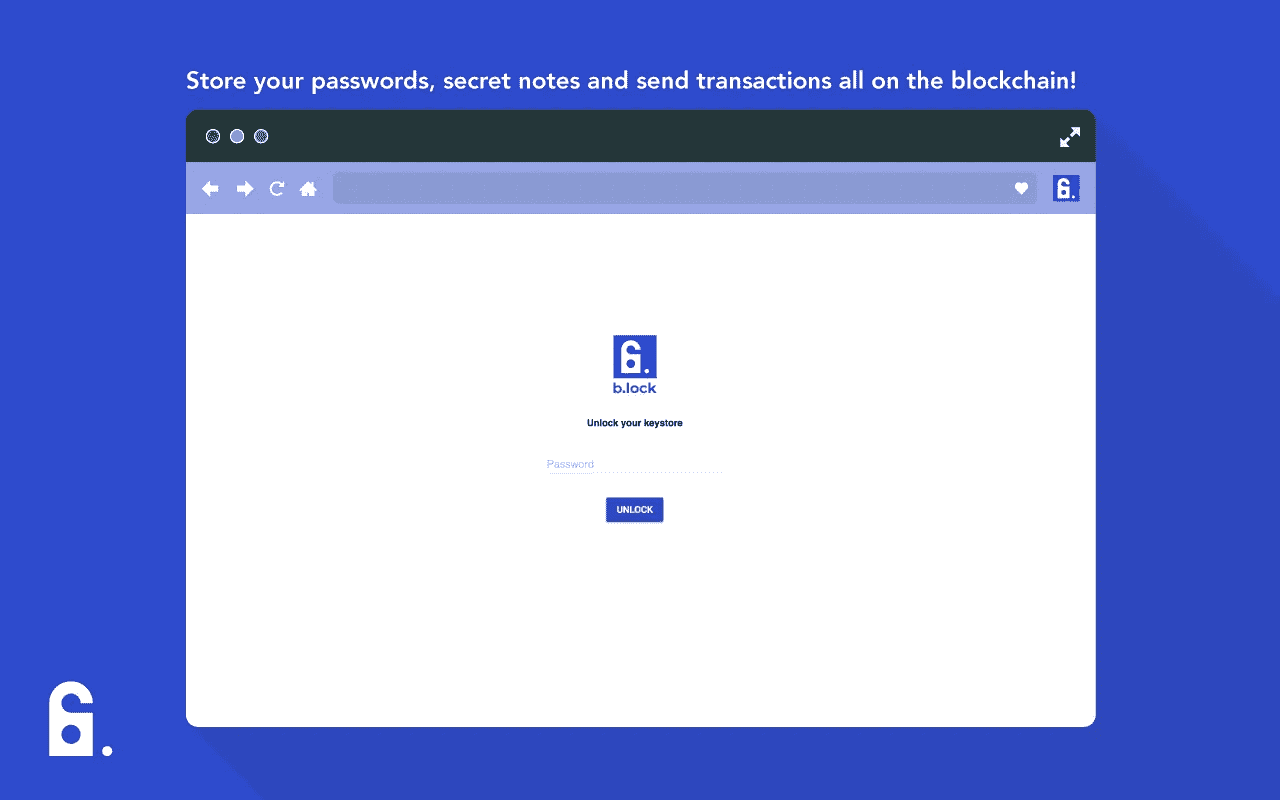 Store your passwords, secret notes and send transactions all on the blockchain!
b.lock
Unlock your keystore
Password
UNLOCK